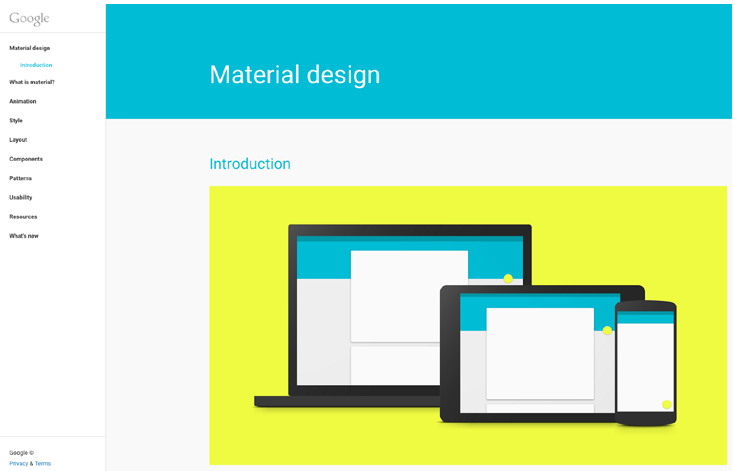 Google
Material design
Introduction
What is material?
Animation
Style
Layout
Components
Patterns
Usability
Resources
What's new
Google ©
Privacy & Terms
Material design
Introduction